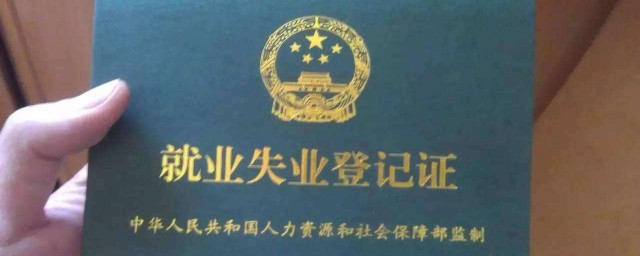 就业失业登记证
中华人民共和国人力资源和社会保障部监制